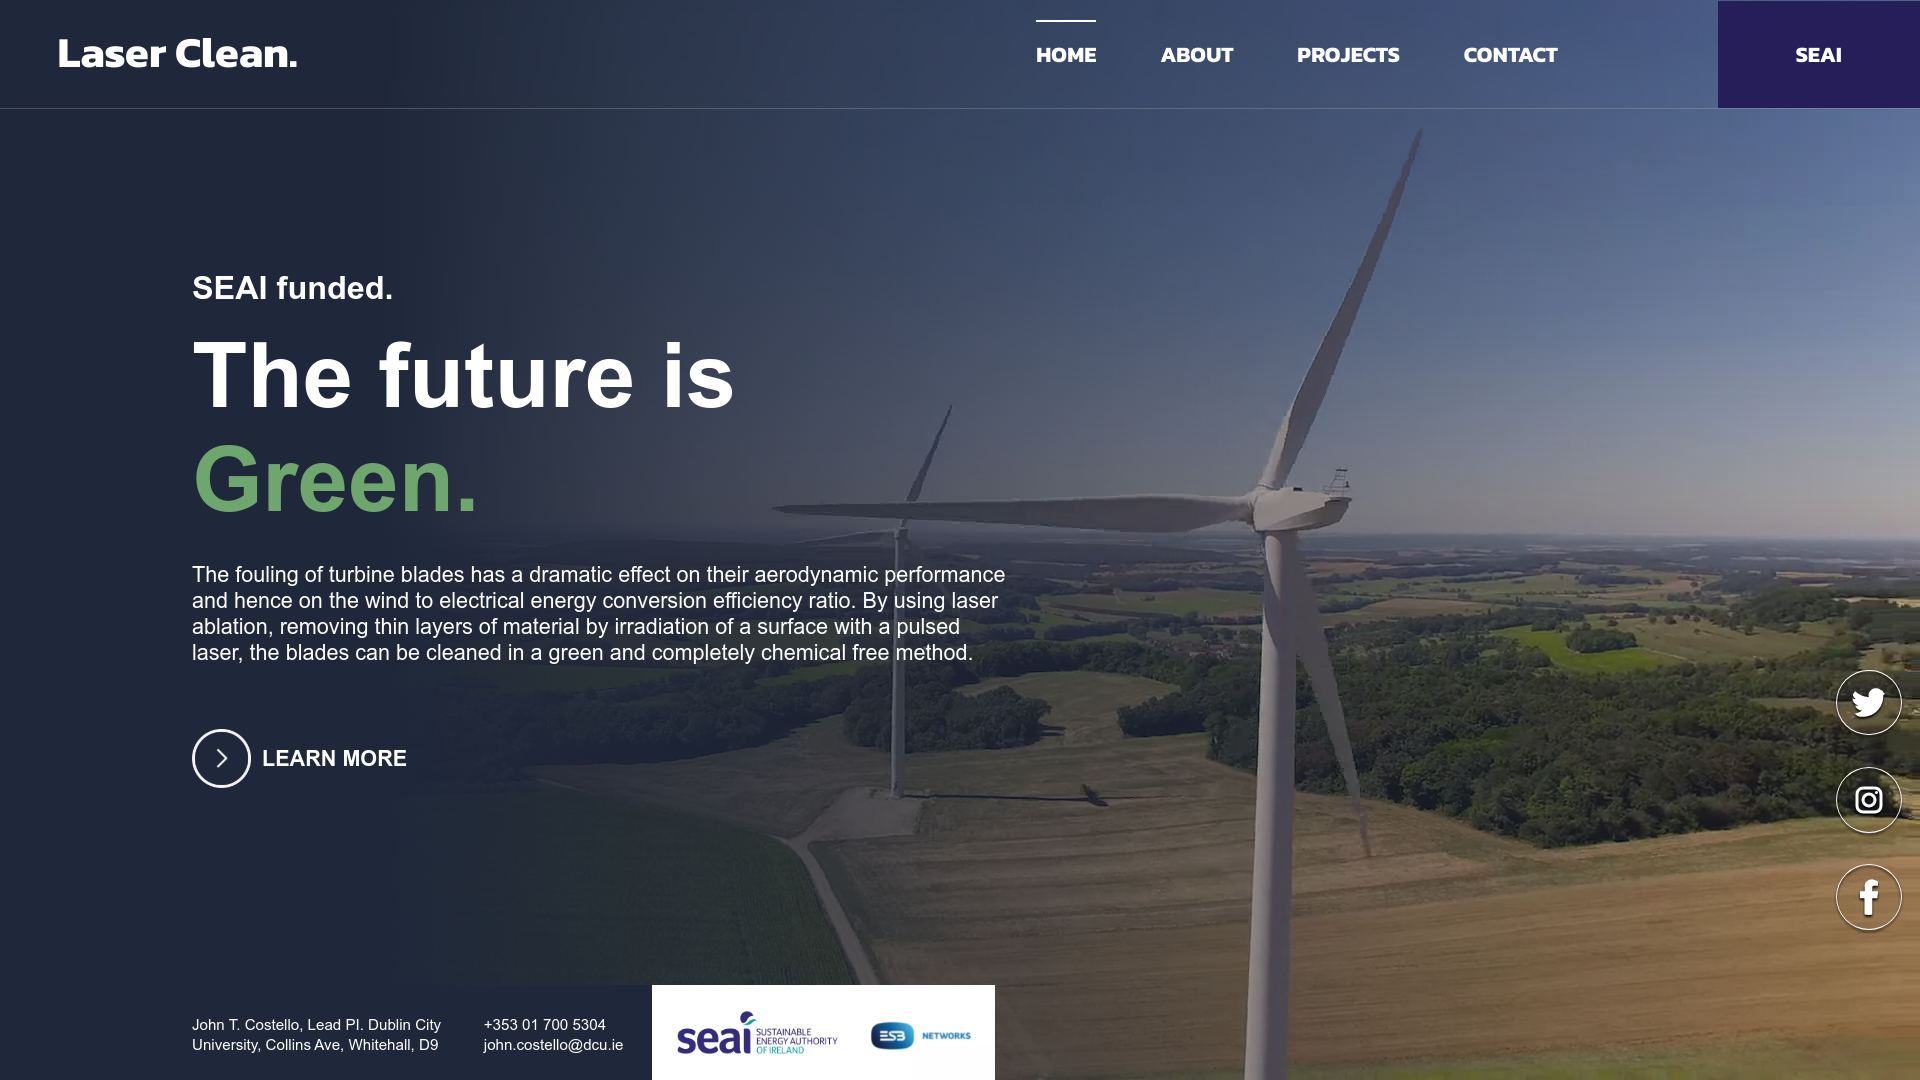 Laser Clean.
HOME
ABOUT
PROJECTS
CONTACT
SEAI
SEAI funded.
The future is
Green.
The fouling of turbine blades has a dramatic effect on their aerodynamic performance
and hence on the wind to electrical energy conversion efficiency ratio. By using laser
ablation, removing thin layers of material by irradiation of a surface with a pulsed
laser, the blades can be cleaned in a green and completely chemical free method.
LEARN MORE
John T. Costello, Lead PI. Dublin City
University, Collins Ave, Whitehall, D9
+353 01 700 5304
john.costello@dcu.ie
seai
SUSTAINABLE
ENERGY AUTHORITY
OF IRELAND
ESB
NETWORKS